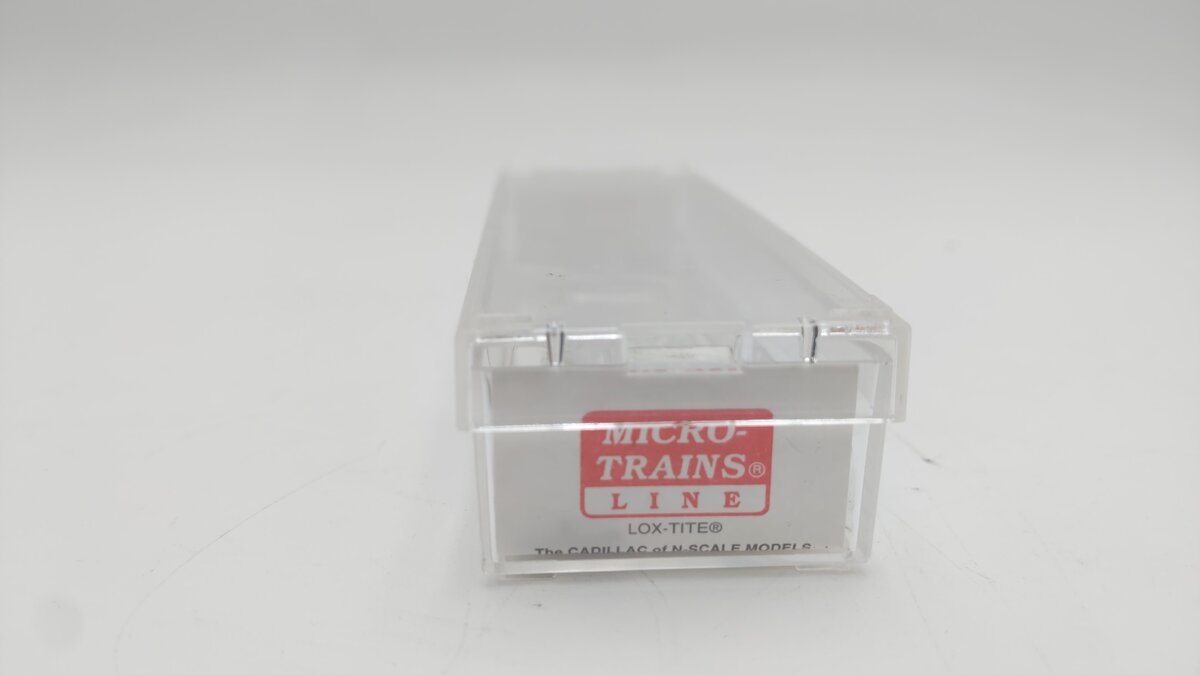 MICRO-
TRAINS®
LINE
LOX-TITE®
The CADILLAC of N-SCALE MODELS